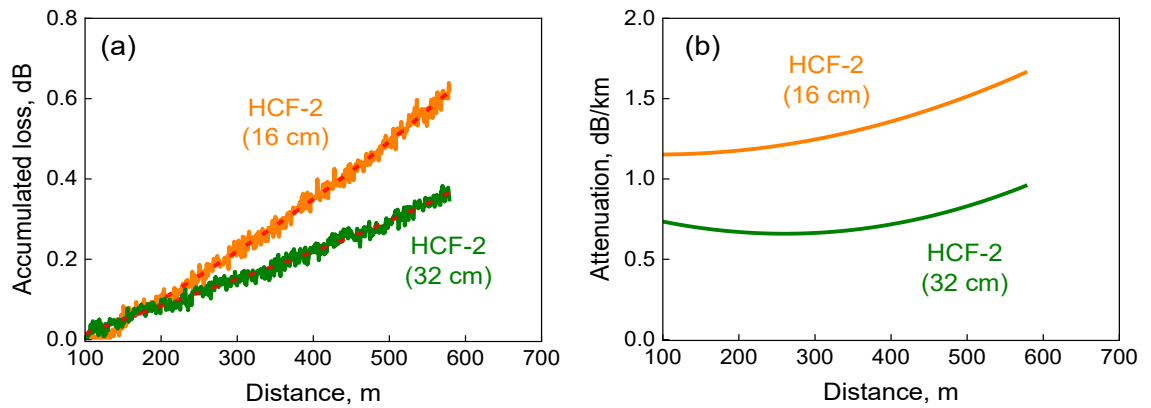 (a)
Accumulated loss, dB
0.8
0.6
0.4
0.2
0.0
HCF-2
(16 cm)
HCF-2
(32 cm)
100 200 300 400 500 600 700
Distance, m
(b)
Attenuation, dB/km
2.0
1.5
1.0
0.5
0.0
HCF-2
(16 cm)
HCF-2
(32 cm)
100 200 300 400 500 600 700
Distance, m